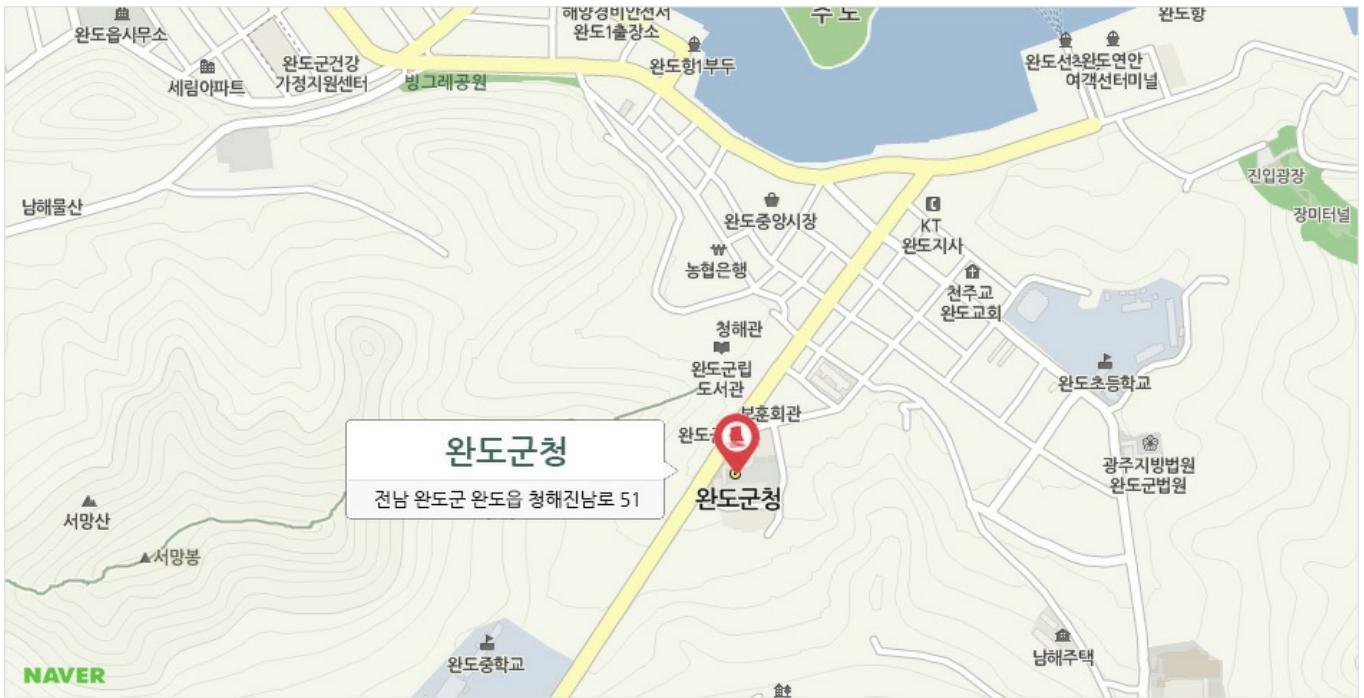 해양경비안전서
완도1출장소
주도
완도항
완도읍사무소
완도군건강
가정지원센터
세림아파트
빙그레공원
완도항1부두
완도연안
여객선터미널
진입광장
장미터널
남해물산
완도중앙시장
KT
완도지사
농협은행
천주교
완도교회
청해관
완도군립
도서관
완도초등학교
보훈회관
완도군청
전남 완도군 완도읍 청해진남로 51
완도군청
광주지방법원
완도군법원
서망산
서망봉
완도중학교
남해주택
NAVER